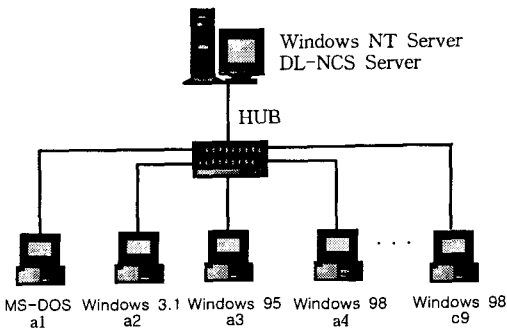 Windows NT Server
DL-NCS Server
HUB
MS-DOS Windows 3.1 Windows 95 Windows 98 Windows 98
a1 a2 a3 a4 c9